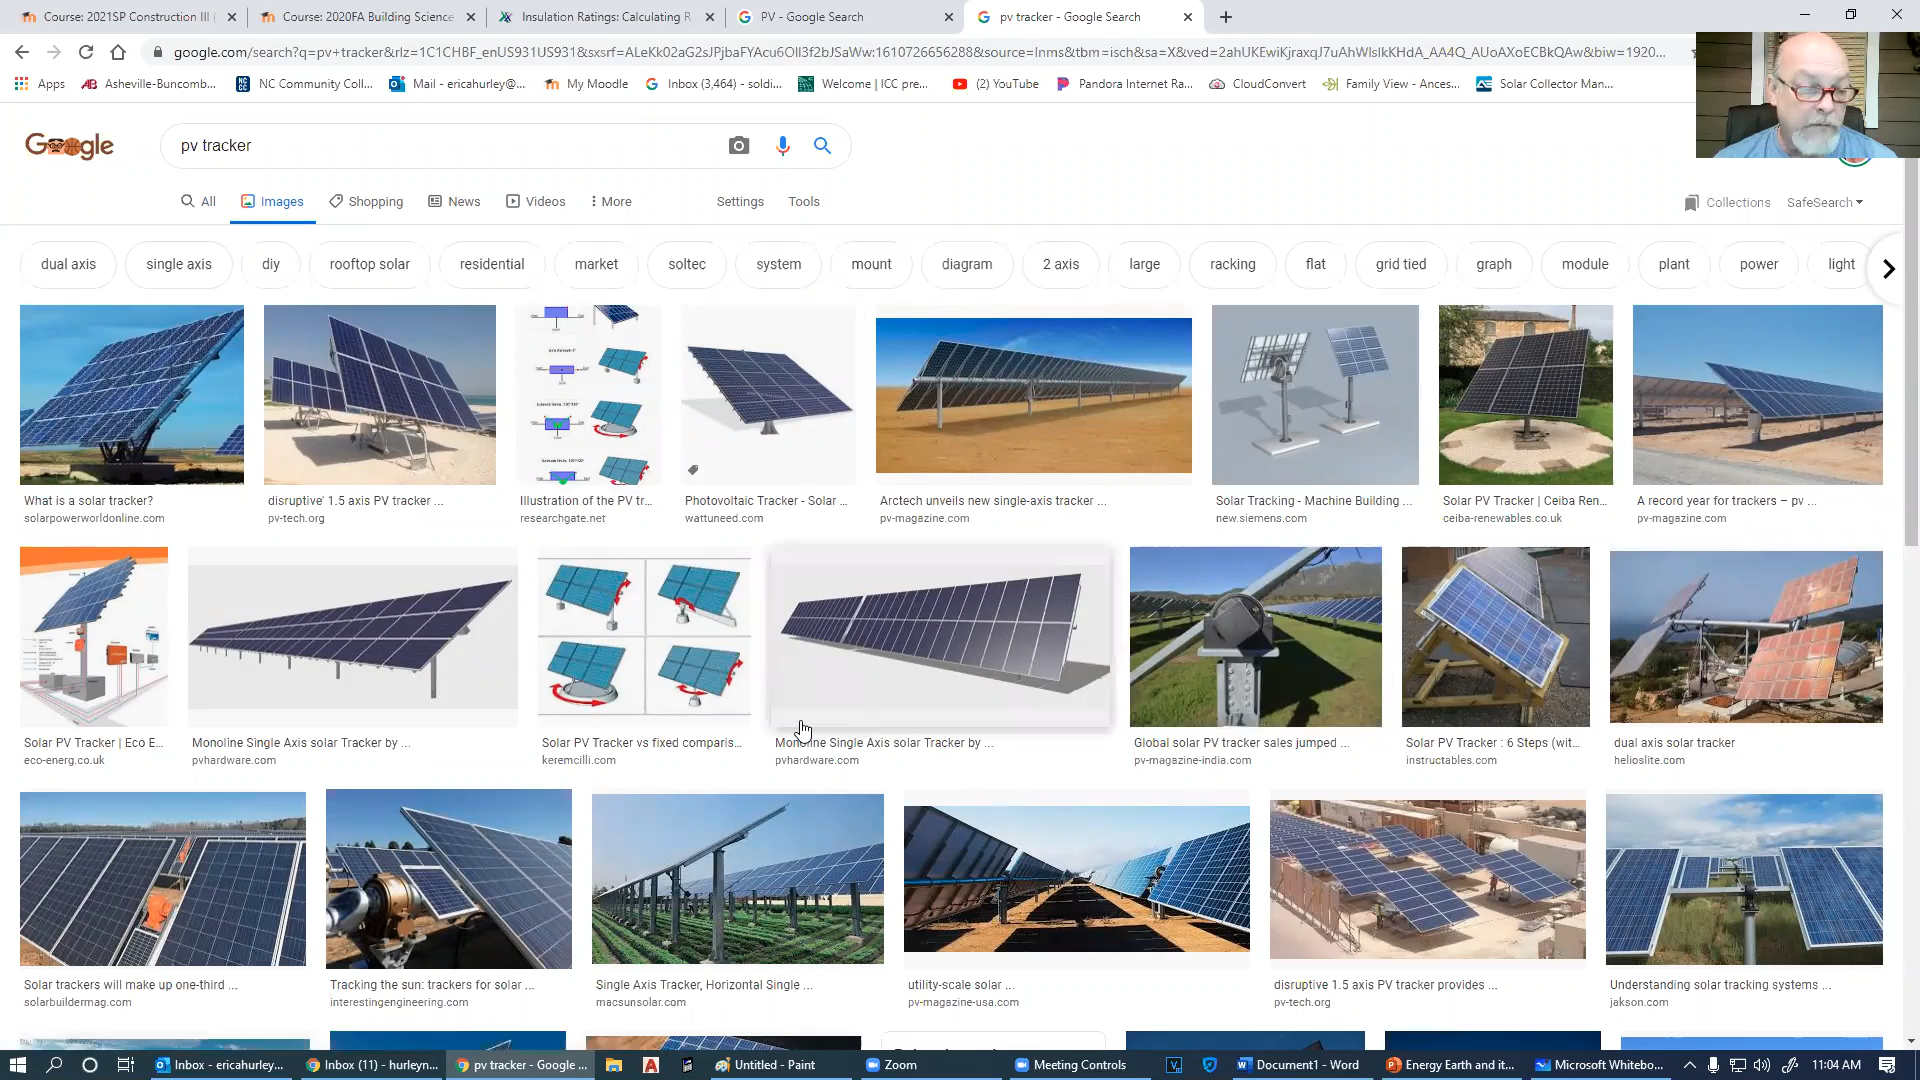 Course: 2021SP Construction III (
Course: 2020FA Building Science
Insulation Ratings: Calculating R
PV - Google Search
pv tracker - Google Search
google.com/search?q=pv+tracker&rlz=1C1CHBF_enUS931US931&sxsrf=ALeKk02aG2sJPjbaFYAcu6OlI3f2bJSaWw:1610726656288&source=lnms&tbm=isch&sa=X&ved=2ahUKEwiKjraxqJ7uAhWlslkKHdA_AA4Q_AUoAXoECBkQAw&biw=1920...
Apps
Asheville-Buncomb...
NC Community Coll...
Mail - ericahurley@...
My Moodle
Inbox (3,464) - soldi...
Welcome | ICC pre...
(2) YouTube
Pandora Internet Ra...
CloudConvert
Family View - Ances...
Solar Collector Man...
Google
pv tracker
All
Images
Shopping
News
Videos
More
Settings
Tools
Collections
SafeSearch
dual axis
single axis
diy
rooftop solar
residential
market
soltec
system
mount
diagram
2 axis
large
racking
flat
grid tied
graph
module
plant
power
light
What is a solar tracker?
solarpowerworldonline.com
disruptive' 1.5 axis PV tracker ...
pv-tech.org
Illustration of the PV tr...
researchgate.net
Photovoltaic Tracker - Solar ...
wattuneed.com
Arctech unveils new single-axis tracker ...
pv-magazine.com
Solar Tracking - Machine Building ...
new.siemens.com
Solar PV Tracker | Ceiba Ren...
ceiba-renewables.co.uk
A record year for trackers – pv ...
pv-magazine.com
Solar PV Tracker | Eco E...
eco-energ.co.uk
Monoline Single Axis solar Tracker by ...
pvhardware.com
Solar PV Tracker vs fixed comparis...
keremcilli.com
Monoline Single Axis solar Tracker by ...
pvhardware.com
Global solar PV tracker sales jumped ...
pv-magazine-india.com
Solar PV Tracker : 6 Steps (wit...
instructables.com
dual axis solar tracker
helioslite.com
Solar trackers will make up one-third ...
solarbuildermag.com
Tracking the sun: trackers for solar ...
interestingengineering.com
Single Axis Tracker, Horizontal Single ...
macsunsolar.com
utility-scale solar ...
pv-magazine-usa.com
disruptive 1.5 axis PV tracker provides ...
pv-tech.org
Understanding solar tracking systems ...
jakson.com
Inbox - ericahurley...
Inbox (11) - hurleyn...
pv tracker - Google ...
Untitled - Paint
Zoom
Meeting Controls
Document1 - Word
Energy Earth and it...
Microsoft Whitebo...
11:04 AM